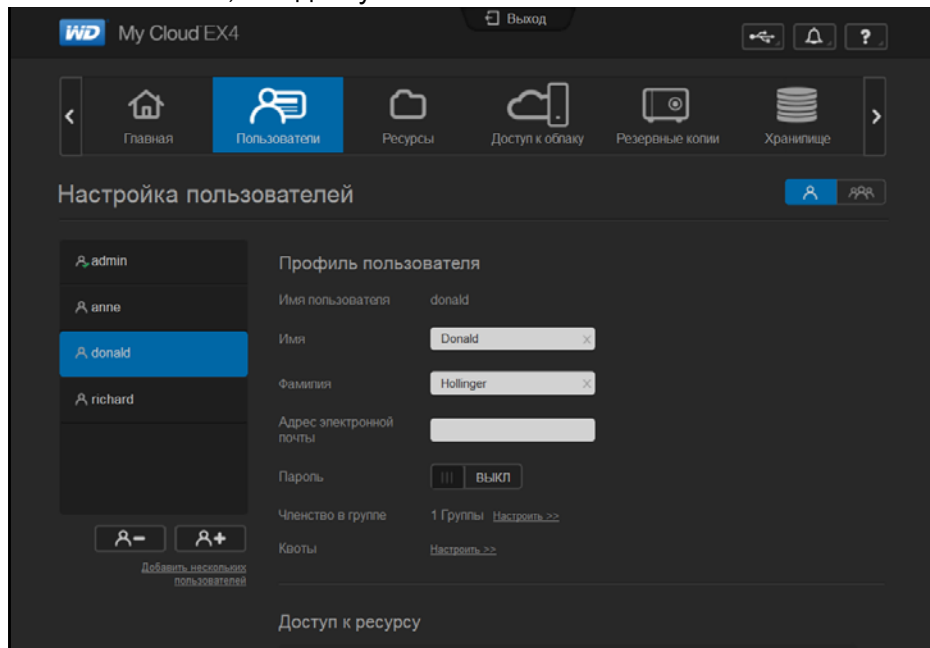 WD My Cloud EX4
Выход
?
Главная
Пользователи
Ресурсы
Доступ к облаку
Резервные копии
Хранилище
Настройка пользователей
admin
anne
donald
richard
Добавить нескольких
пользователей
Профиль пользователя
Имя пользователя donald
Имя Donald
Фамилия Hollinger
Адрес электронной
почты
Пароль ВЫКЛ
Членство в группе 1 Группы Настроить >>
Квоты Настроить >>
Доступ к ресурсу